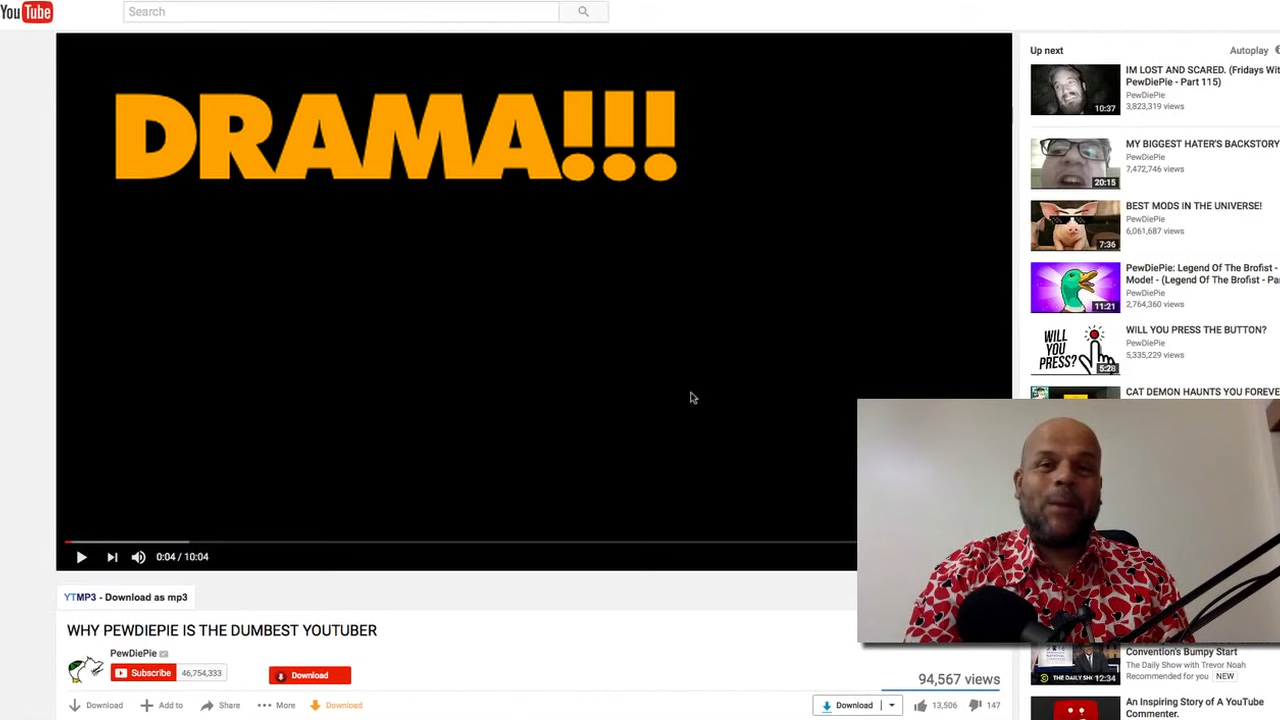 YouTube
Search
DRAMA!!!
0:04 / 10:04
YTMP3 - Download as mp3
WHY PEWDIEPIE IS THE DUMBEST YOUTUBER
PewDiePie
Subscribe 46,754,333
Download
94,567 views
Download
Add to
Share
More
Download
Download
13,506
147
Up next
Autoplay
10:37
IM LOST AND SCARED. (Fridays Wit
PewDiePie - Part 115)
PewDiePie
3,823,319 views
20:15
MY BIGGEST HATER'S BACKSTORY
PewDiePie
7,472,746 views
7:36
BEST MODS IN THE UNIVERSE!
PewDiePie
6,061,687 views
11:21
PewDiePie: Legend Of The Brofist -
Mode! - (Legend Of The Brofist - Pa
PewDiePie
2,764,360 views
WILL
YOU
PRESS?
5:28
WILL YOU PRESS THE BUTTON?
PewDiePie
5,335,229 views
CAT DEMON HAUNTS YOU FOREVE
THE DAILY SHOW
12:34
Convention's Bumpy Start
The Daily Show with Trevor Noah
Recommended for you NEW
An Inspiring Story of A YouTube
Commenter.